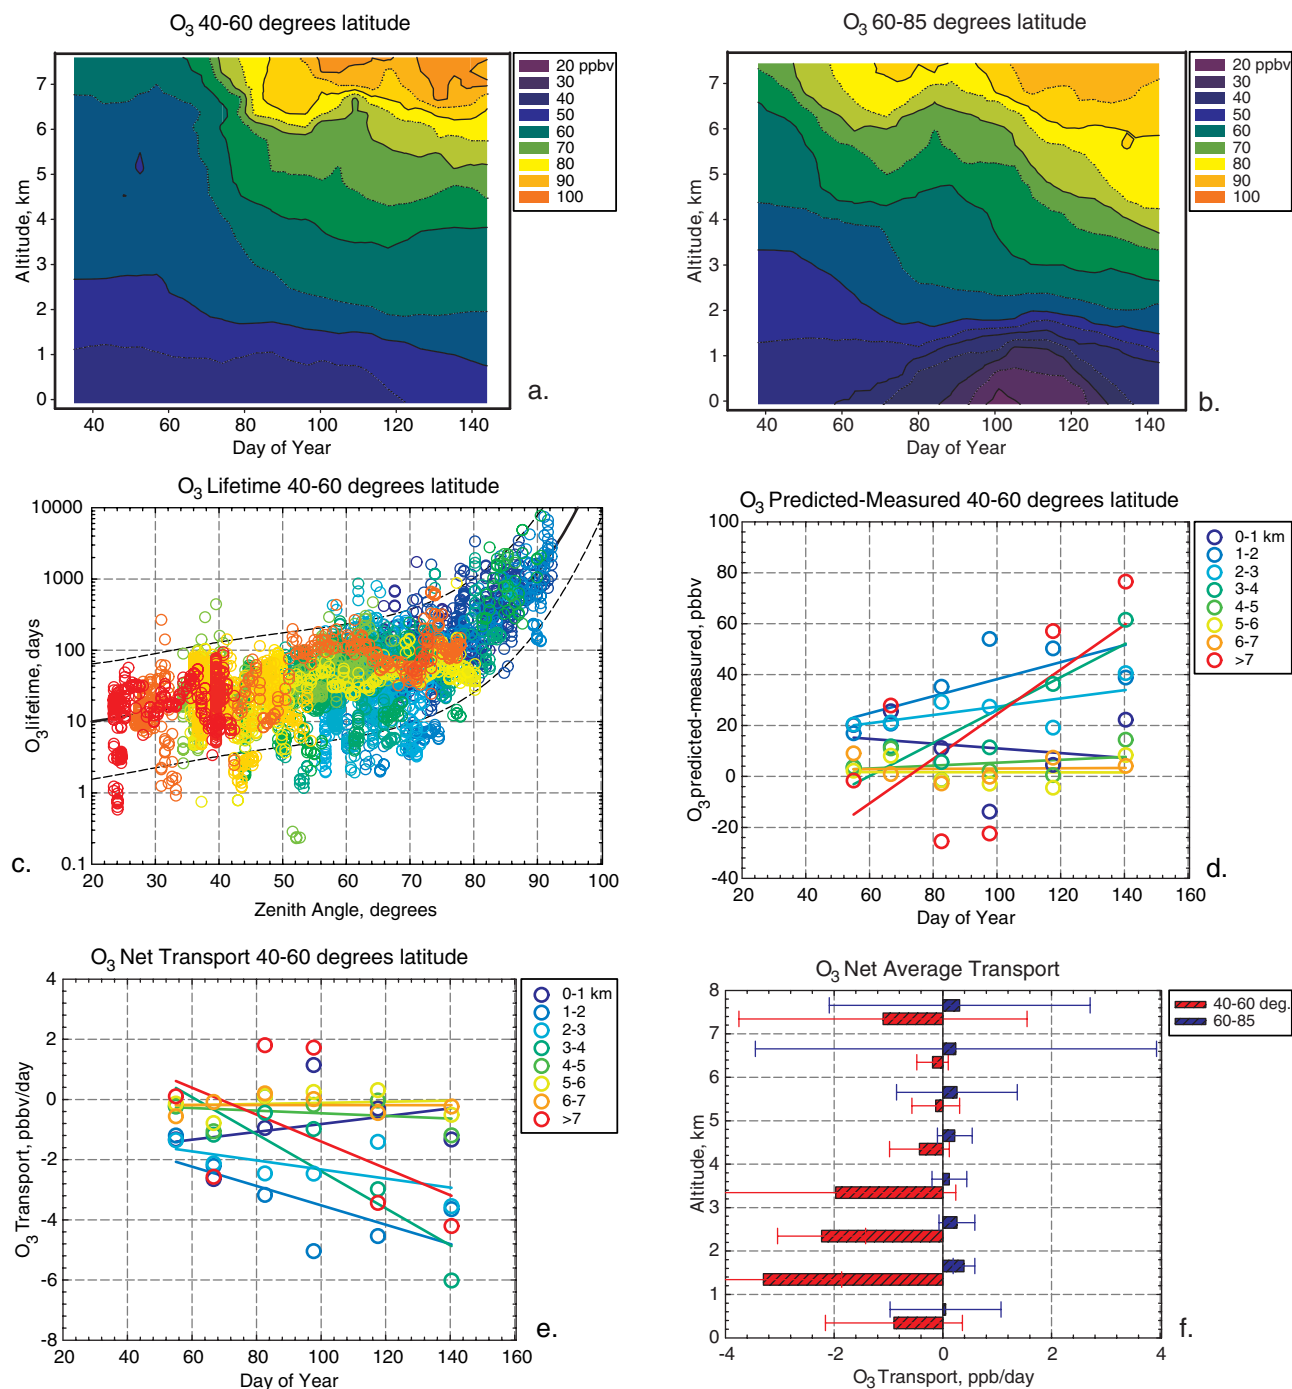 O3 40-60 degrees latitude
Altitude, km
7
6
5
4
3
2
1
0
40 60 80 100 120 140
Day of Year
a.
20 ppbv
30
40
50
60
70
80
90
100
O3 60-85 degrees latitude
Altitude, km
7
6
5
4
3
2
1
0
40 60 80 100 120 140
Day of Year
b.
20 ppbv
30
40
50
60
70
80
90
100
O3 Lifetime 40-60 degrees latitude
O3 lifetime, days
10000
1000
100
10
1
0.1
20 30 40 50 60 70 80 90 100
Zenith Angle, degrees
c.
O3 Predicted-Measured 40-60 degrees latitude
O3 predicted-measured, pbbv
100
80
60
40
20
0
-20
-40
20 40 60 80 100 120 140 160
Day of Year
d.
0-1 km
1-2
2-3
3-4
4-5
5-6
6-7
>7
O3 Net Transport 40-60 degrees latitude
O3 Transport, pbbv/day
4
2
0
-2
-4
-6
-8
20 40 60 80 100 120 140 160
Day of Year
e.
0-1 km
1-2
2-3
3-4
4-5
5-6
6-7
>7
O3 Net Average Transport
Altitude, km
8
7
6
5
4
3
2
1
0
-4 -2 0 2 4
O3 Transport, ppb/day
f.
40-60 deg.
60-85